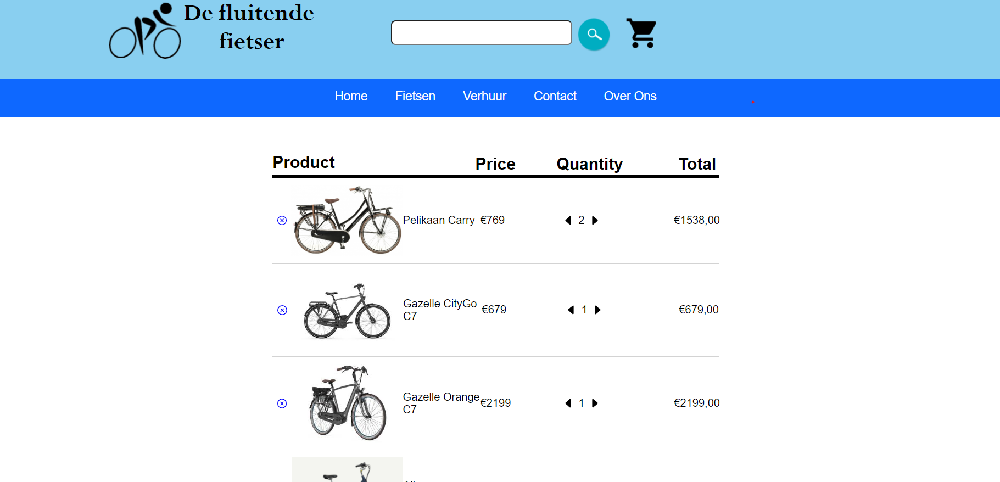 De fluitende
fietser
Home Fietsen Verhuur Contact Over Ons
Product Price Quantity Total
Pelikaan Carry €769 2 €1538,00
Gazelle CityGo
C7 €679 1 €679,00
Gazelle Orange
C7 €2199 1 €2199,00